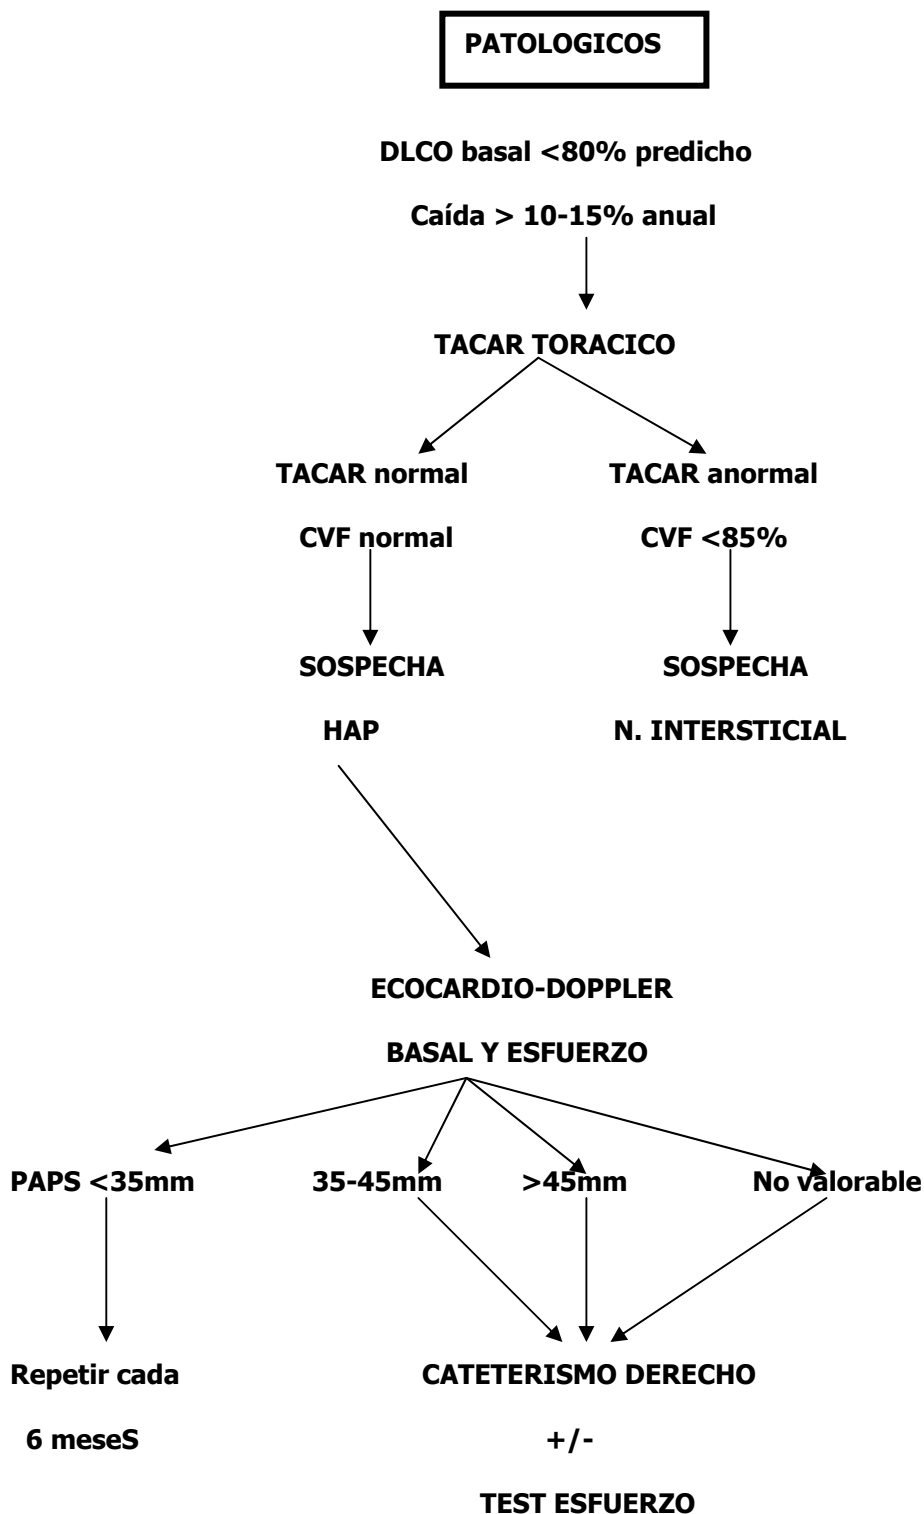 PATOLOGICOS
DLCO basal <80% predicho
Caída > 10-15% anual
TACAR TORACICO
TACAR normal TACAR anormal
CVF normal CVF <85%
SOSPECHA SOSPECHA
HAP N. INTERSTICIAL
ECOCARDIO-DOPPLER
BASAL Y ESFUERZO
PAPS <35mm 35-45mm >45mm No valorable
Repetir cada CATETERISMO DERECHO
6 meseS +/-
TEST ESFUERZO